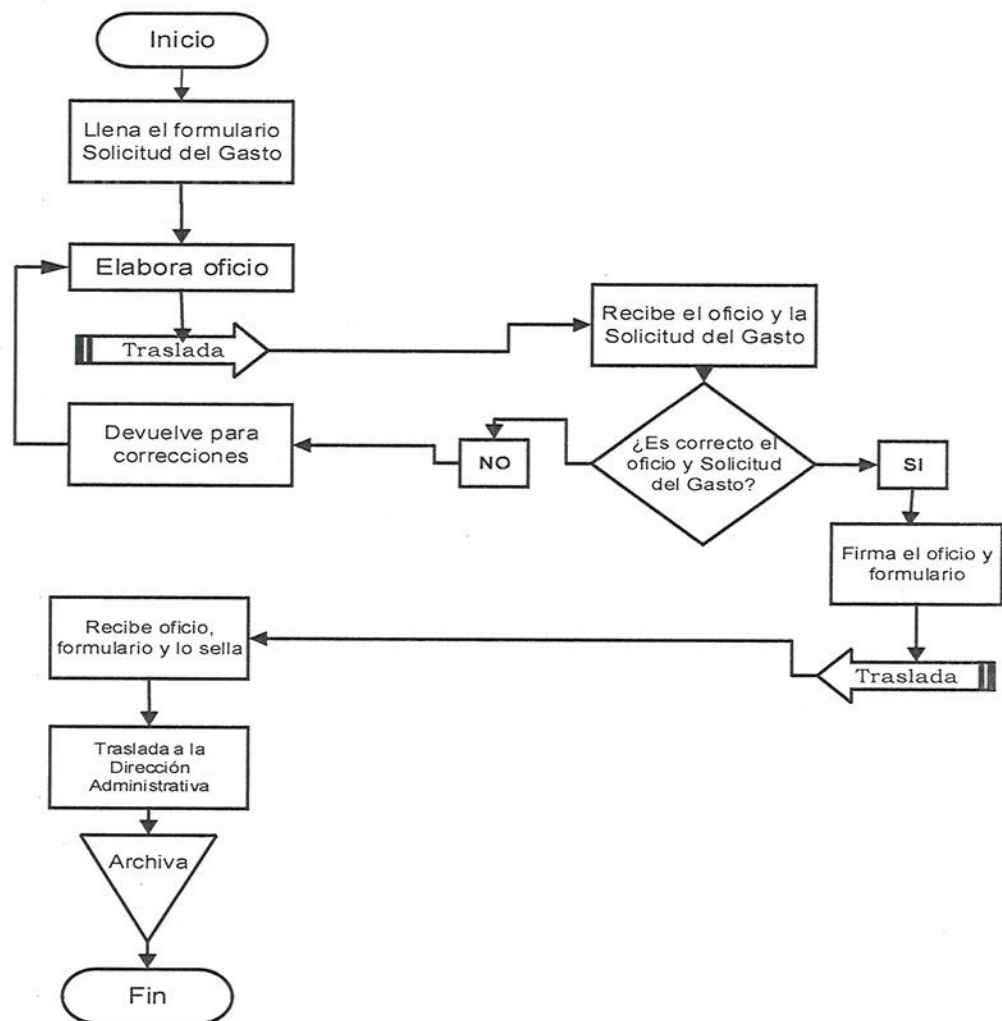 Inicio
Llena el formulario
Solicitud del Gasto
Elabora oficio
Traslada
Recibe el oficio y la
Solicitud del Gasto
¿Es correcto el
oficio y Solicitud
del Gasto?
NO
Devuelve para
correcciones
SI
Firma el oficio y
formulario
Traslada
Recibe oficio,
formulario y lo sella
Traslada a la
Dirección
Administrativa
Archiva
Fin